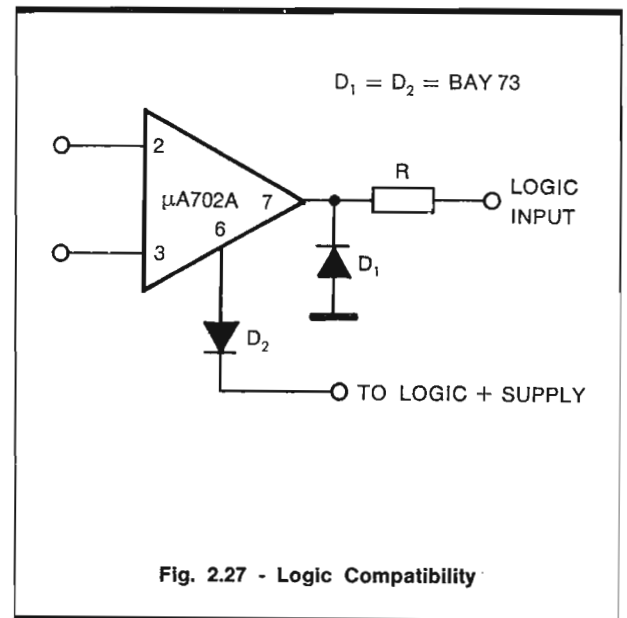 D₁ = D₂ = BAY 73
R
LOGIC
INPUT
2
µA702A
7
6
3
D₁
D₂
TO LOGIC + SUPPLY
Fig. 2.27 - Logic Compatibility